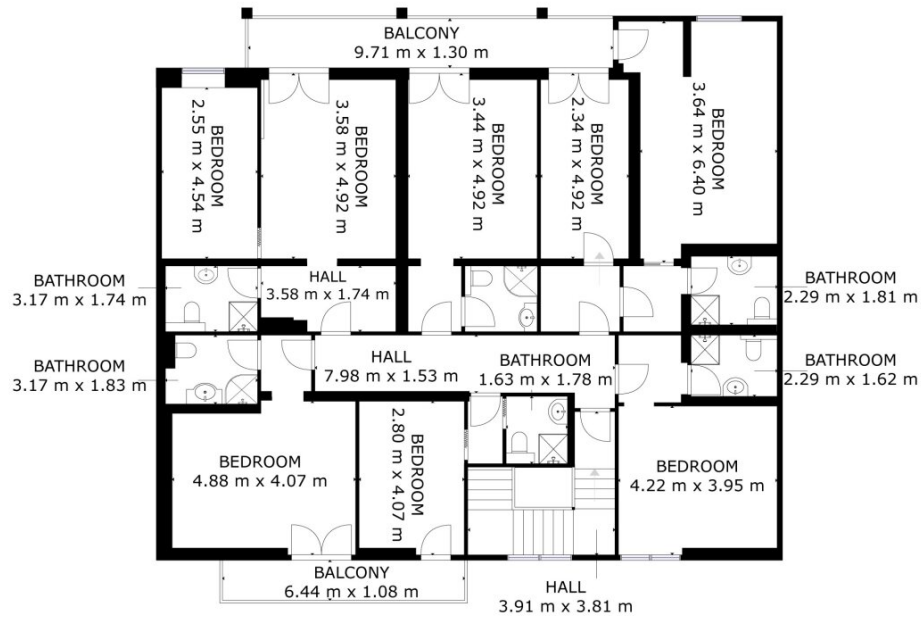 BALCONY
9.71 m x 1.30 m
BEDROOM
2.55 m x 4.54 m
BEDROOM
3.58 m x 4.92 m
BEDROOM
3.44 m x 4.92 m
BEDROOM
2.34 m x 4.92 m
BEDROOM
3.64 m x 6.40 m
BATHROOM
3.17 m x 1.74 m
HALL
3.58 m x 1.74 m
BATHROOM
2.29 m x 1.81 m
BATHROOM
3.17 m x 1.83 m
HALL
7.98 m x 1.53 m
BATHROOM
1.63 m x 1.78 m
BATHROOM
2.29 m x 1.62 m
BEDROOM
4.88 m x 4.07 m
BEDROOM
2.80 m x 4.07 m
BEDROOM
4.22 m x 3.95 m
BALCONY
6.44 m x 1.08 m
HALL
3.91 m x 3.81 m